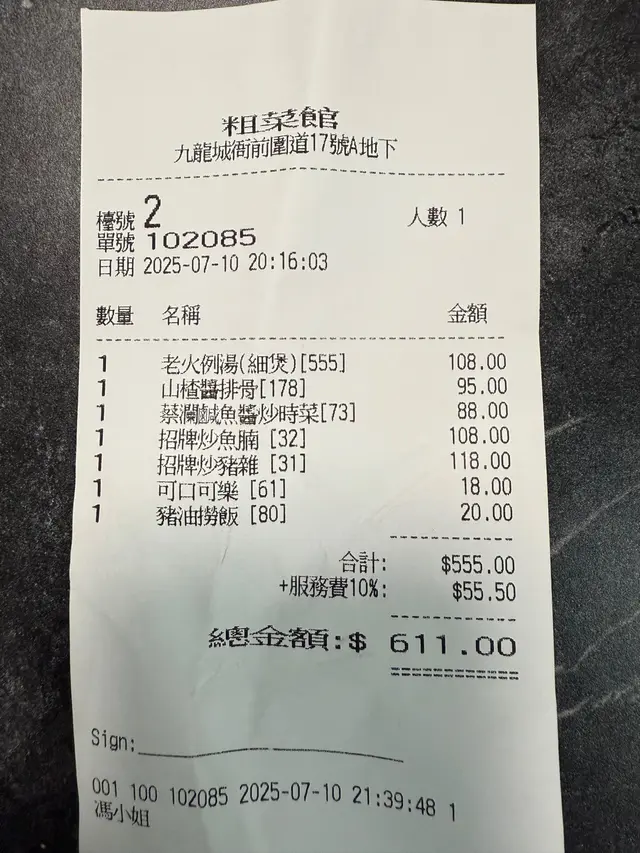 粗菜館
九龍城衙前圍道17號A地下
檯號 2 人數 1
單號 102085
日期 2025-07-10 20:16:03
數量 名稱 金額
1 老火例湯(細煲)[555] 108.00
1 山楂醬排骨[178] 95.00
1 蔡瀾鹹魚醬炒時菜[73] 88.00
1 招牌炒魚腩 [32] 108.00
1 招牌炒豬雜 [31] 118.00
1 可口可樂 [61] 18.00
1 豬油撈飯 [80] 20.00
合計: $555.00
+服務費10%: $55.50
總金額:$ 611.00
Sign:
001 100 102085 2025-07-10 21:39:48 1
馮小姐